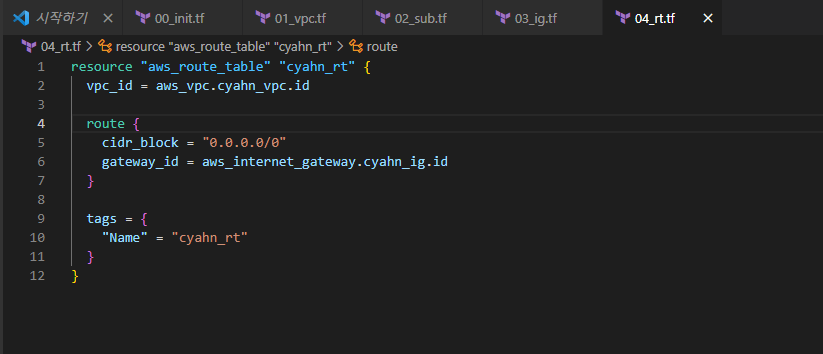 시작하기 00_init.tf 01_vpc.tf 02_sub.tf 03_ig.tf 04_rt.tf
04_rt.tf > resource "aws_route_table" "cyahn_rt" > route
1 resource "aws_route_table" "cyahn_rt" {
2 vpc_id = aws_vpc.cyahn_vpc.id
3
4 route {
5 cidr_block = "0.0.0.0/0"
6 gateway_id = aws_internet_gateway.cyahn_ig.id
7 }
8
9 tags = {
10 "Name" = "cyahn_rt"
11 }
12 }